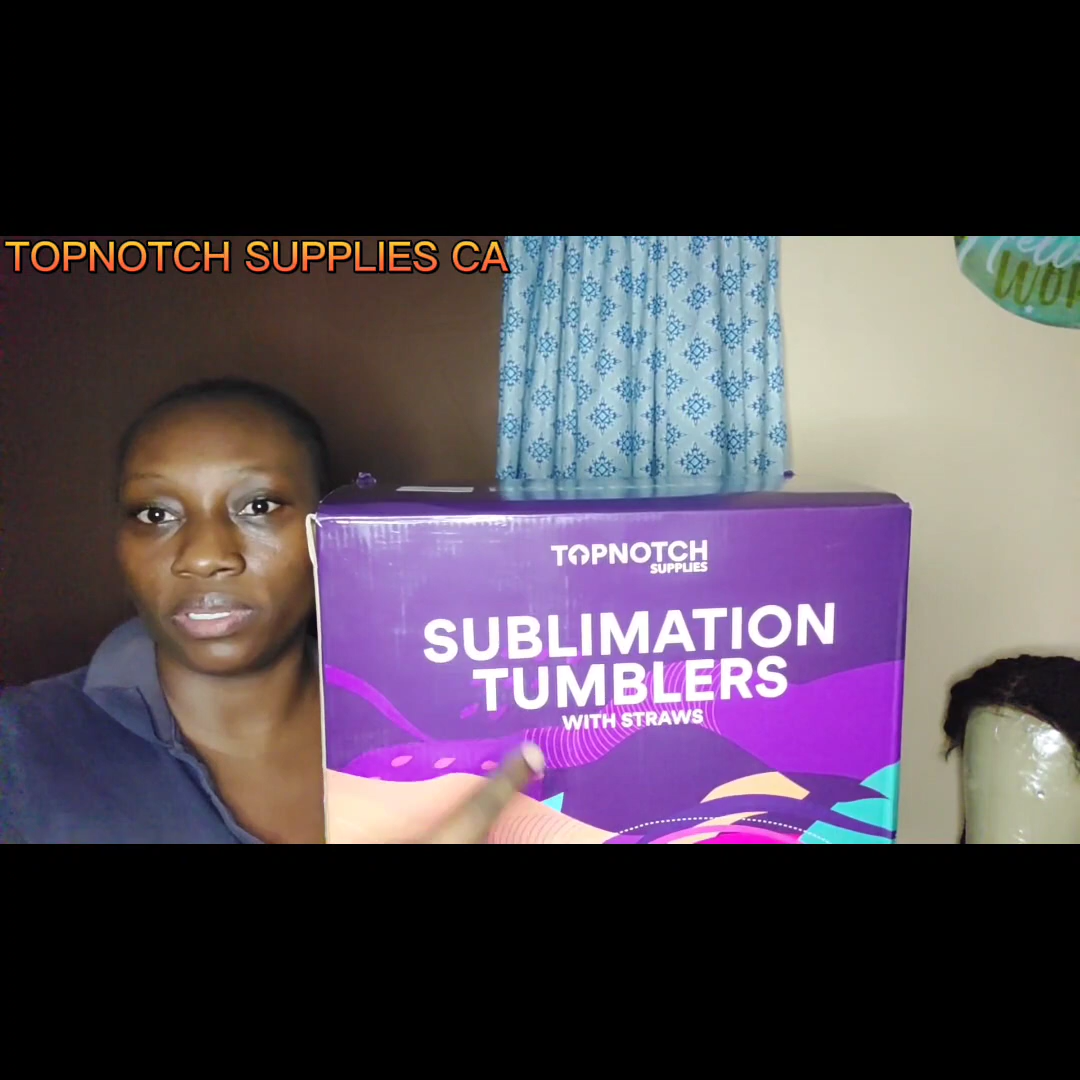 TOPNOTCH SUPPLIES CA
TOPNOTCH
SUPPLIES
SUBLIMATION
TUMBLERS
WITH STRAWS